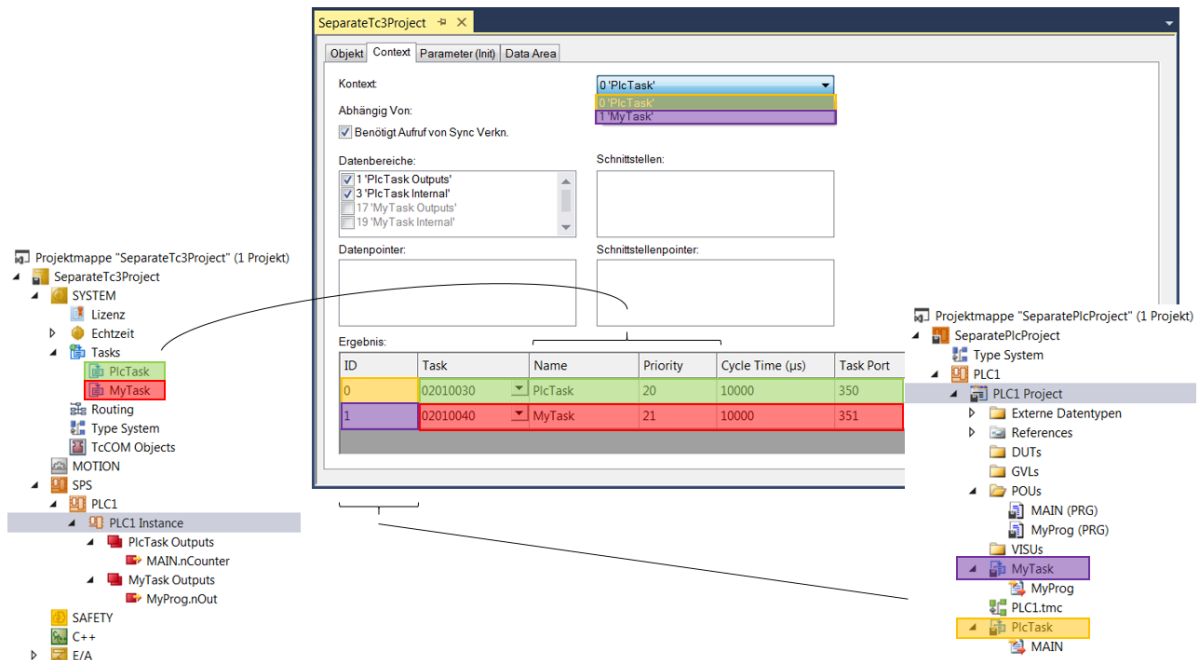 SeparateTc3Project
Objekt Context Parameter (Init) Data Area
Kontext: 0 'PlcTask'
0 'PlcTask'
1 'MyTask'
Abhängig Von:
Benötigt Aufruf von Sync Verkn.
Datenbereiche: Schnittstellen:
1 'PlcTask Outputs'
3 'PlcTask Internal'
17 'MyTask Outputs'
19 'MyTask Internal'
Datenpointer: Schnittstellenpointer:
Ergebnis:
ID Task Name Priority Cycle Time (µs) Task Port
0 02010030 PlcTask 20 10000 350
1 02010040 MyTask 21 10000 351
Projektmappe "SeparateTc3Project" (1 Projekt)
SeparateTc3Project
SYSTEM
Lizenz
Echtzeit
Tasks
PlcTask
MyTask
Routing
Type System
TcCOM Objects
MOTION
SPS
PLC1
PLC1 Instance
PlcTask Outputs
MAIN.nCounter
MyTask Outputs
MyProg.nOut
SAFETY
C++
E/A
Projektmappe "SeparatePlcProject" (1 Projekt)
SeparatePlcProject
Type System
PLC1
PLC1 Project
Externe Datentypen
References
DUTs
GVLs
POUs
MAIN (PRG)
MyProg (PRG)
VISUs
MyTask
MyProg
PLC1.tmc
PlcTask
MAIN